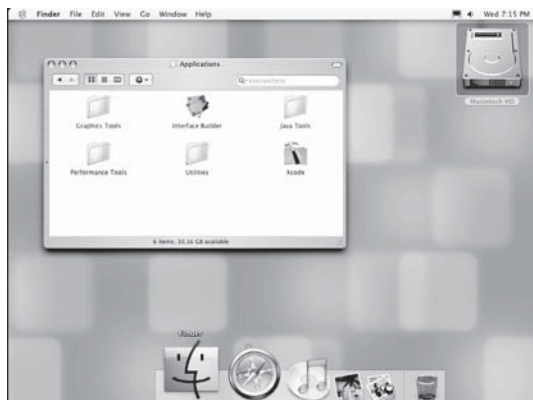 Finder File Edit View Go Window Help
Wed 7:15 PM
Applications
everywhere
Graphics Tools
Interface Builder
Java Tools
Performance Tools
Utilities
Xcode
6 items, 30.16 GB available
Macintosh HD
Finder